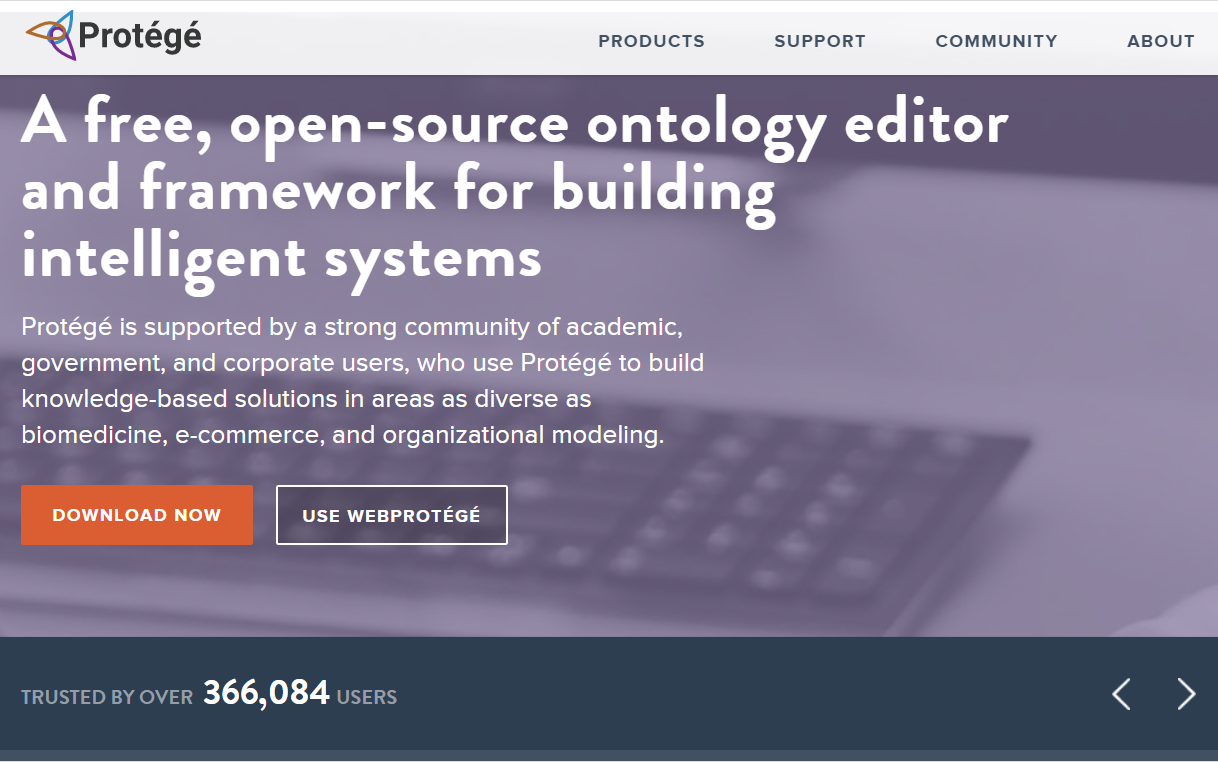 Protégé
PRODUCTS SUPPORT COMMUNITY ABOUT
A free, open-source ontology editor
and framework for building
intelligent systems
Protégé is supported by a strong community of academic,
government, and corporate users, who use Protégé to build
knowledge-based solutions in areas as diverse as
biomedicine, e-commerce, and organizational modeling.
DOWNLOAD NOW USE WEBPROTÉGÉ
TRUSTED BY OVER 366,084 USERS